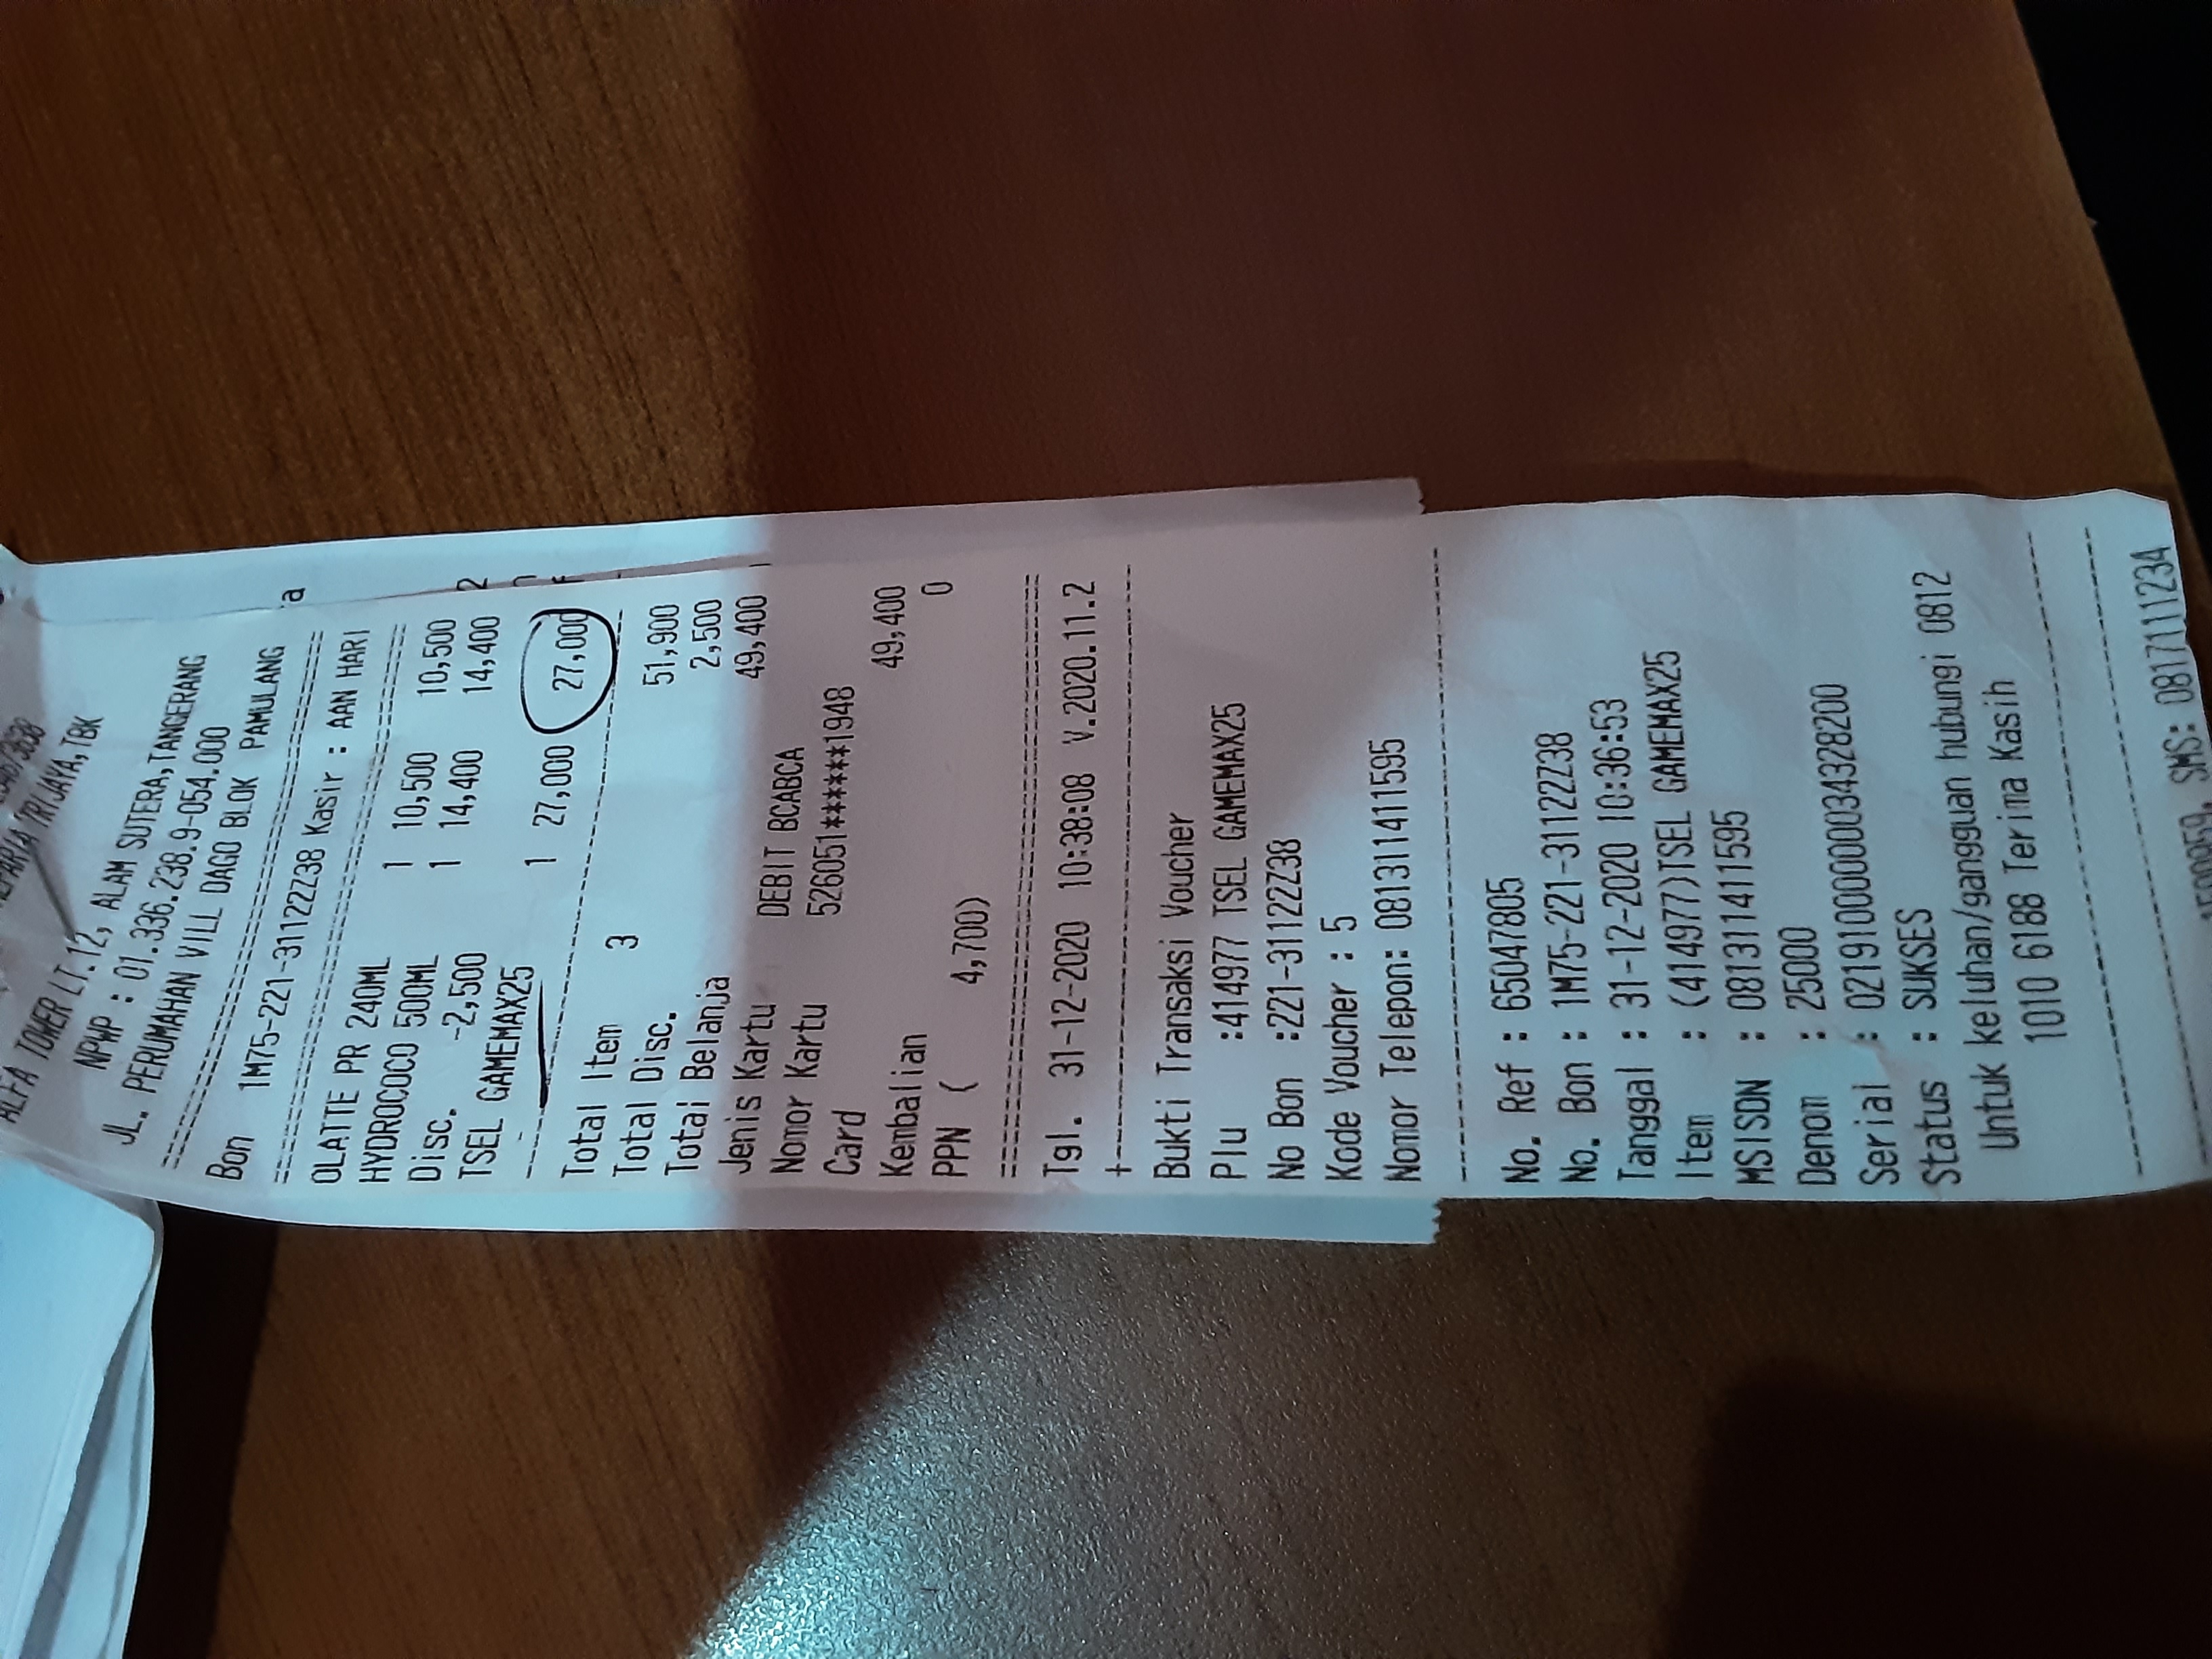 TRIJAYA, TBK
ALFA TOWER LT.12, ALAM SUTERA, TANGERANG
NPWP : 01.336.238.9-054.000
JL. PERUMAHAN VILL DAGO BLOK PAMULANG
Bon 1M75-221-31122Z38 Kasir : AAN HARI
OLATTE PR 240ML 1 10,500 10,500
HYDROCOCO 500ML 1 14,400 14,400
Disc. -2,500
TSEL GAMEMAX25 1 27,000 27,000
Total Item 3 51,900
Total Disc. 2,500
Total Belanja 49,400
Jenis Kartu DEBIT BCABCA
Nomor Kartu 526051******1948
Card 49,400
Kembalian 0
PPN ( 4,700)
Tgl. 31-12-2020 10:38:08 V.2020.11.2
Bukti Transaksi Voucher
Plu :414977 TSEL GAMEMAX25
No Bon :221-31122Z38
Kode Voucher : 5
Nomor Telepon: 081311411595
No. Ref : 65047805
No. Bon : 1M75-221-31122Z38
Tanggal : 31-12-2020 10:36:53
Item : (414977)TSEL GAMEMAX25
MSISDN : 081311411595
Denom : 25000
Serial : 02191000000034328200
Status : SUKSES
Untuk keluhan/gangguan hubungi 0812
1010 6188 Terima Kasih
SMS: 0817111234